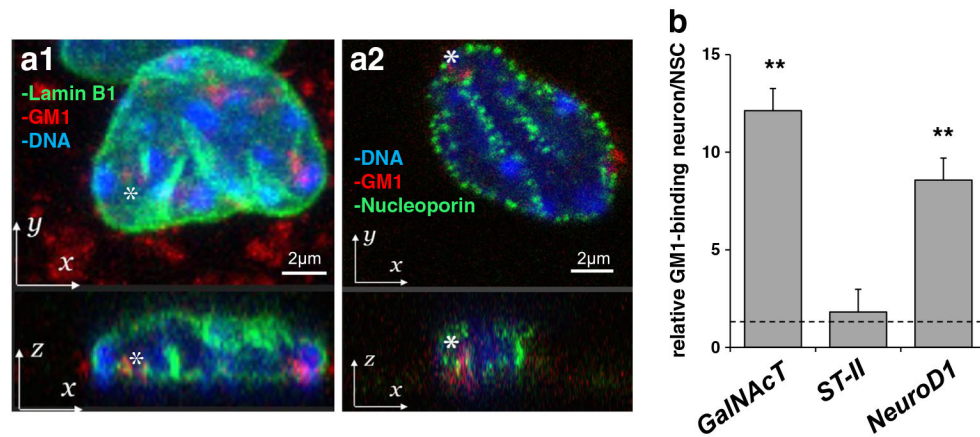 a1
-Lamin B1
-GM1
-DNA
*
y
x
2μm
z
*
x
a2
*
-DNA
-GM1
-Nucleoporin
y
x
2μm
z
*
x
b
relative GM1-binding neuron/NSC
15
10
5
0
**
**
GalNAcT
ST-II
NeuroD1